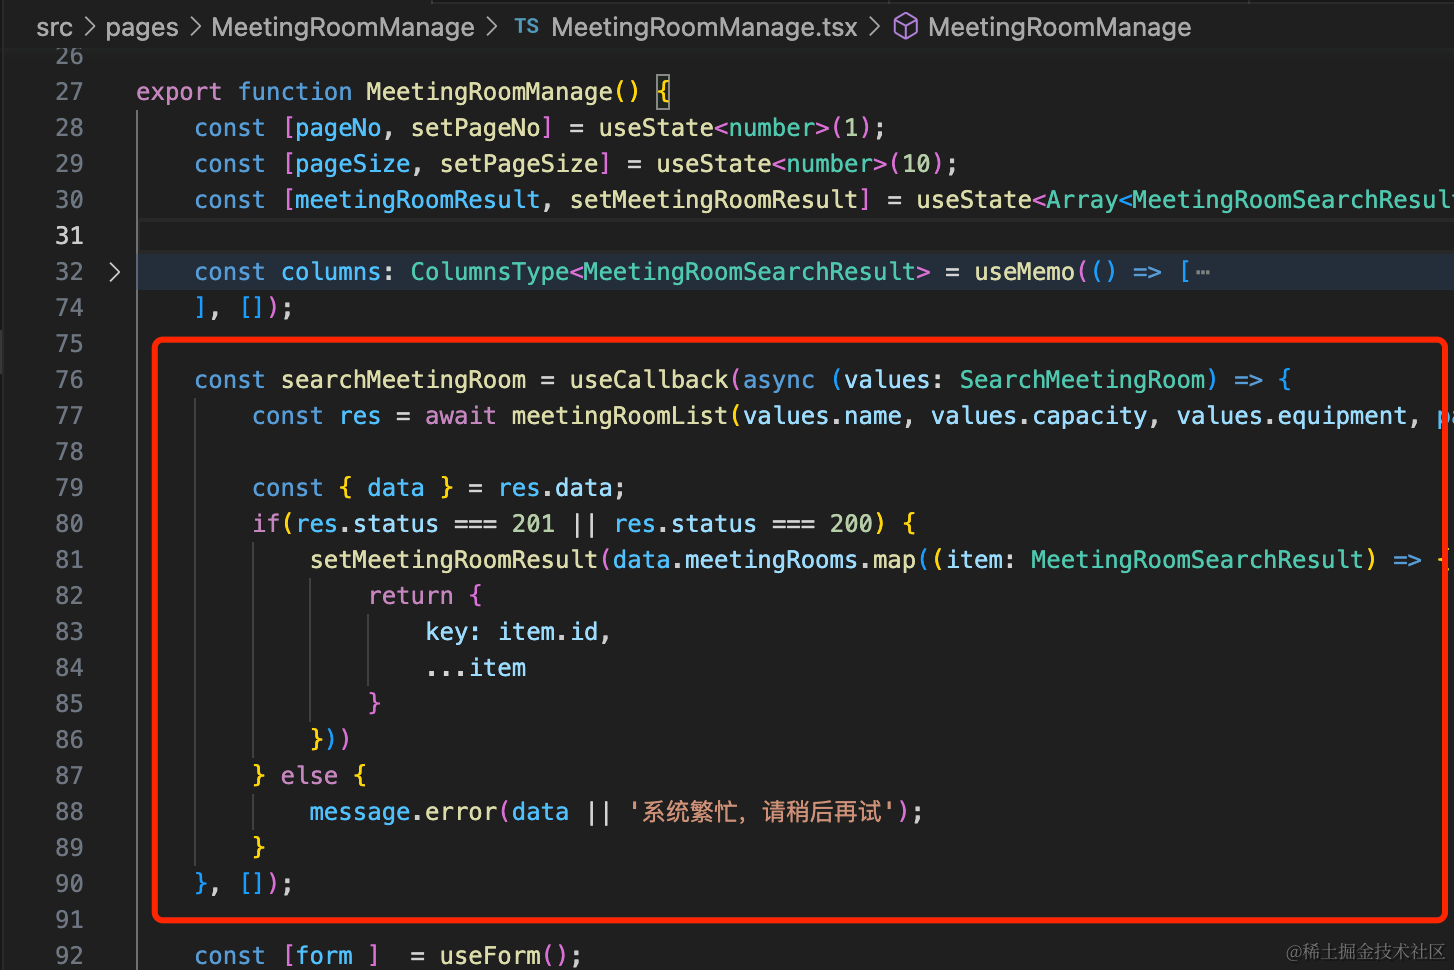 src > pages > MeetingRoomManage > TS MeetingRoomManage.tsx > MeetingRoomManage
26
27 export function MeetingRoomManage() {
28 const [pageNo, setPageNo] = useState<number>(1);
29 const [pageSize, setPageSize] = useState<number>(10);
30 const [meetingRoomResult, setMeetingRoomResult] = useState<Array<MeetingRoomSearchResul
31
32 > const columns: ColumnsType<MeetingRoomSearchResult> = useMemo(() => [⋯
74 ], []);
75
76 const searchMeetingRoom = useCallback(async (values: SearchMeetingRoom) => {
77 const res = await meetingRoomList(values.name, values.capacity, values.equipment, p
78
79 const { data } = res.data;
80 if(res.status === 201 || res.status === 200) {
81 setMeetingRoomResult(data.meetingRooms.map((item: MeetingRoomSearchResult) => {
82 return {
83 key: item.id,
84 ...item
85 }
86 }))
87 } else {
88 message.error(data || '系统繁忙，请稍后再试');
89 }
90 }, []);
91
92 const [form ]  = useForm();
@稀土掘金技术社区